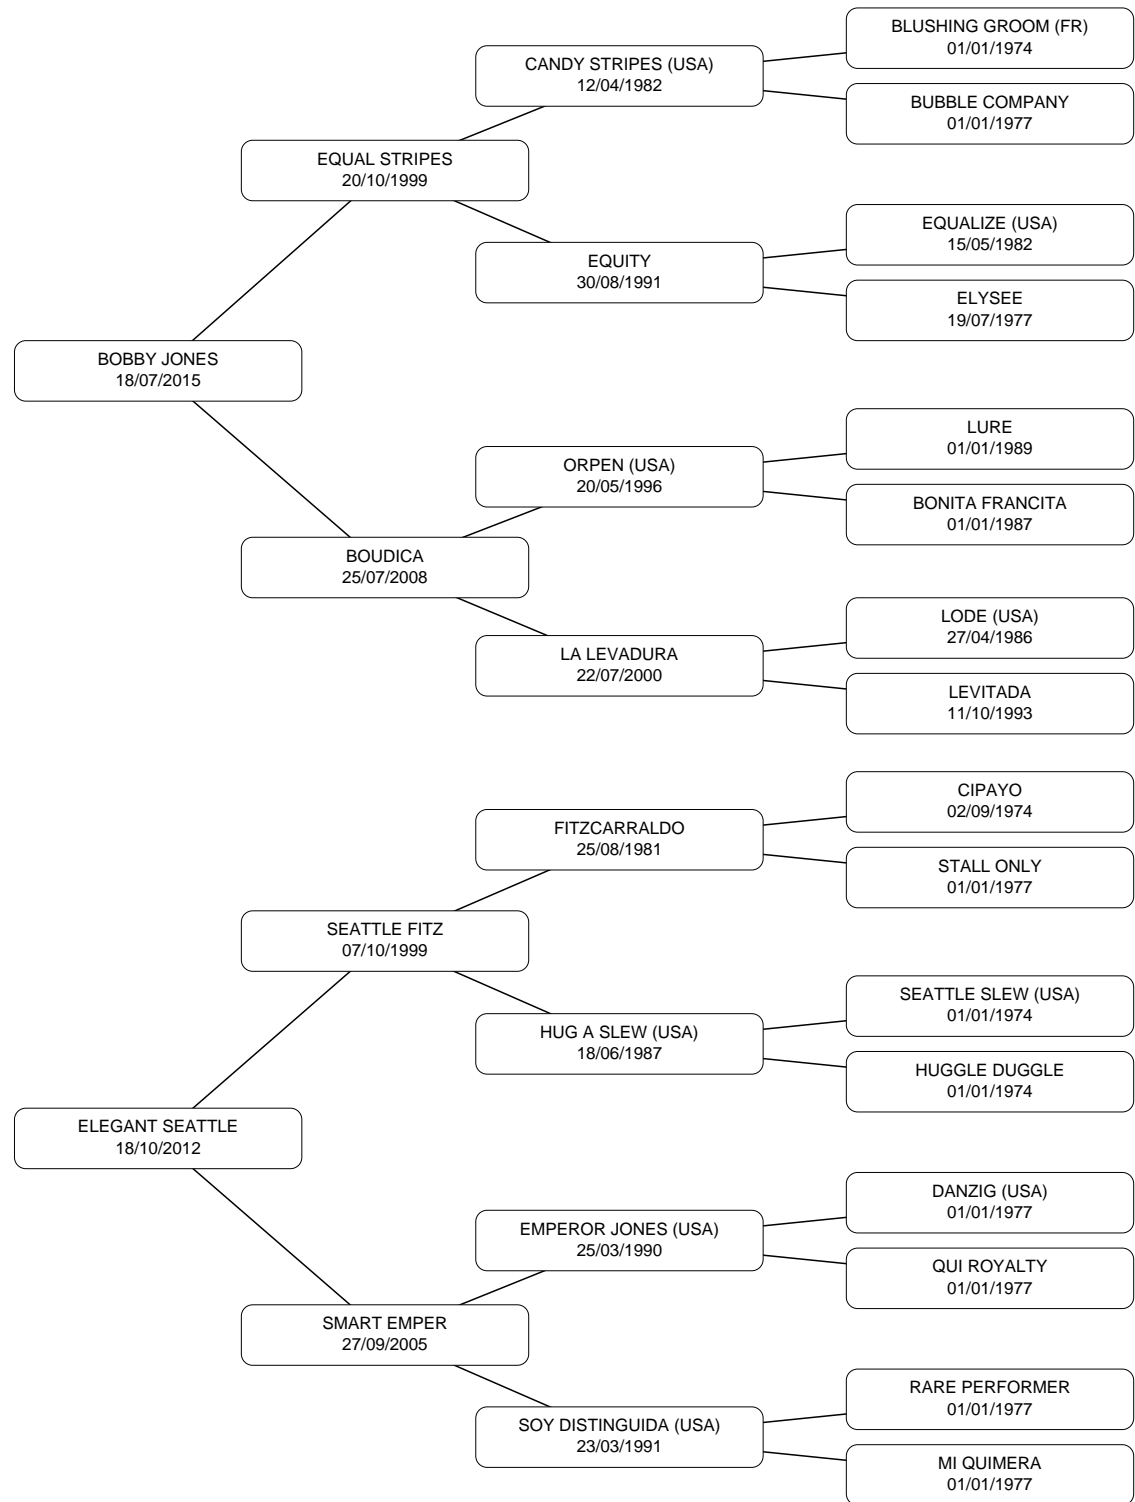 BLUSHING GROOM (FR)
01/01/1974
CANDY STRIPES (USA)
12/04/1982
BUBBLE COMPANY
01/01/1977
EQUAL STRIPES
20/10/1999
EQUALIZE (USA)
15/05/1982
EQUITY
30/08/1991
ELYSEE
19/07/1977
BOBBY JONES
18/07/2015
LURE
01/01/1989
ORPEN (USA)
20/05/1996
BONITA FRANCITA
01/01/1987
BOUDICA
25/07/2008
LODE (USA)
27/04/1986
LA LEVADURA
22/07/2000
LEVITADA
11/10/1993
CIPAYO
02/09/1974
FITZCARRALDO
25/08/1981
STALL ONLY
01/01/1977
SEATTLE FITZ
07/10/1999
SEATTLE SLEW (USA)
01/01/1974
HUG A SLEW (USA)
18/06/1987
HUGGLE DUGGLE
01/01/1974
ELEGANT SEATTLE
18/10/2012
DANZIG (USA)
01/01/1977
EMPEROR JONES (USA)
25/03/1990
QUI ROYALTY
01/01/1977
SMART EMPER
27/09/2005
RARE PERFORMER
01/01/1977
SOY DISTINGUIDA (USA)
23/03/1991
MI QUIMERA
01/01/1977